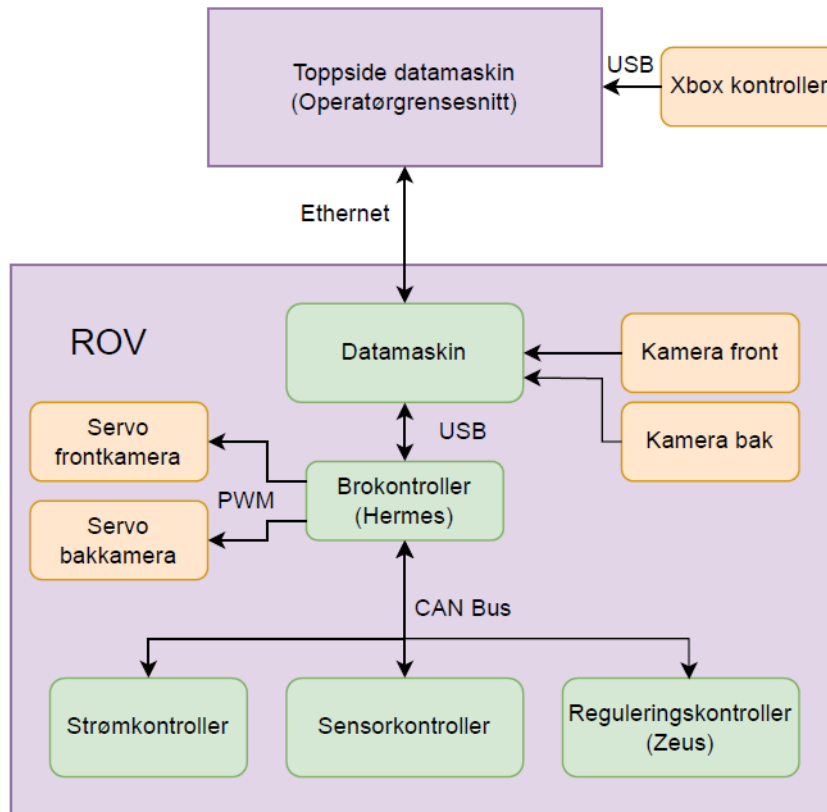 Toppside datamaskin
(Operatørgrensesnitt)
USB
Xbox kontroller
Ethernet
ROV
Datamaskin
Kamera front
Kamera bak
USB
Servo
frontkamera
PWM
Servo
bakkamera
Brokontroller
(Hermes)
CAN Bus
Strømkontroller
Sensorkontroller
Reguleringskontroller
(Zeus)